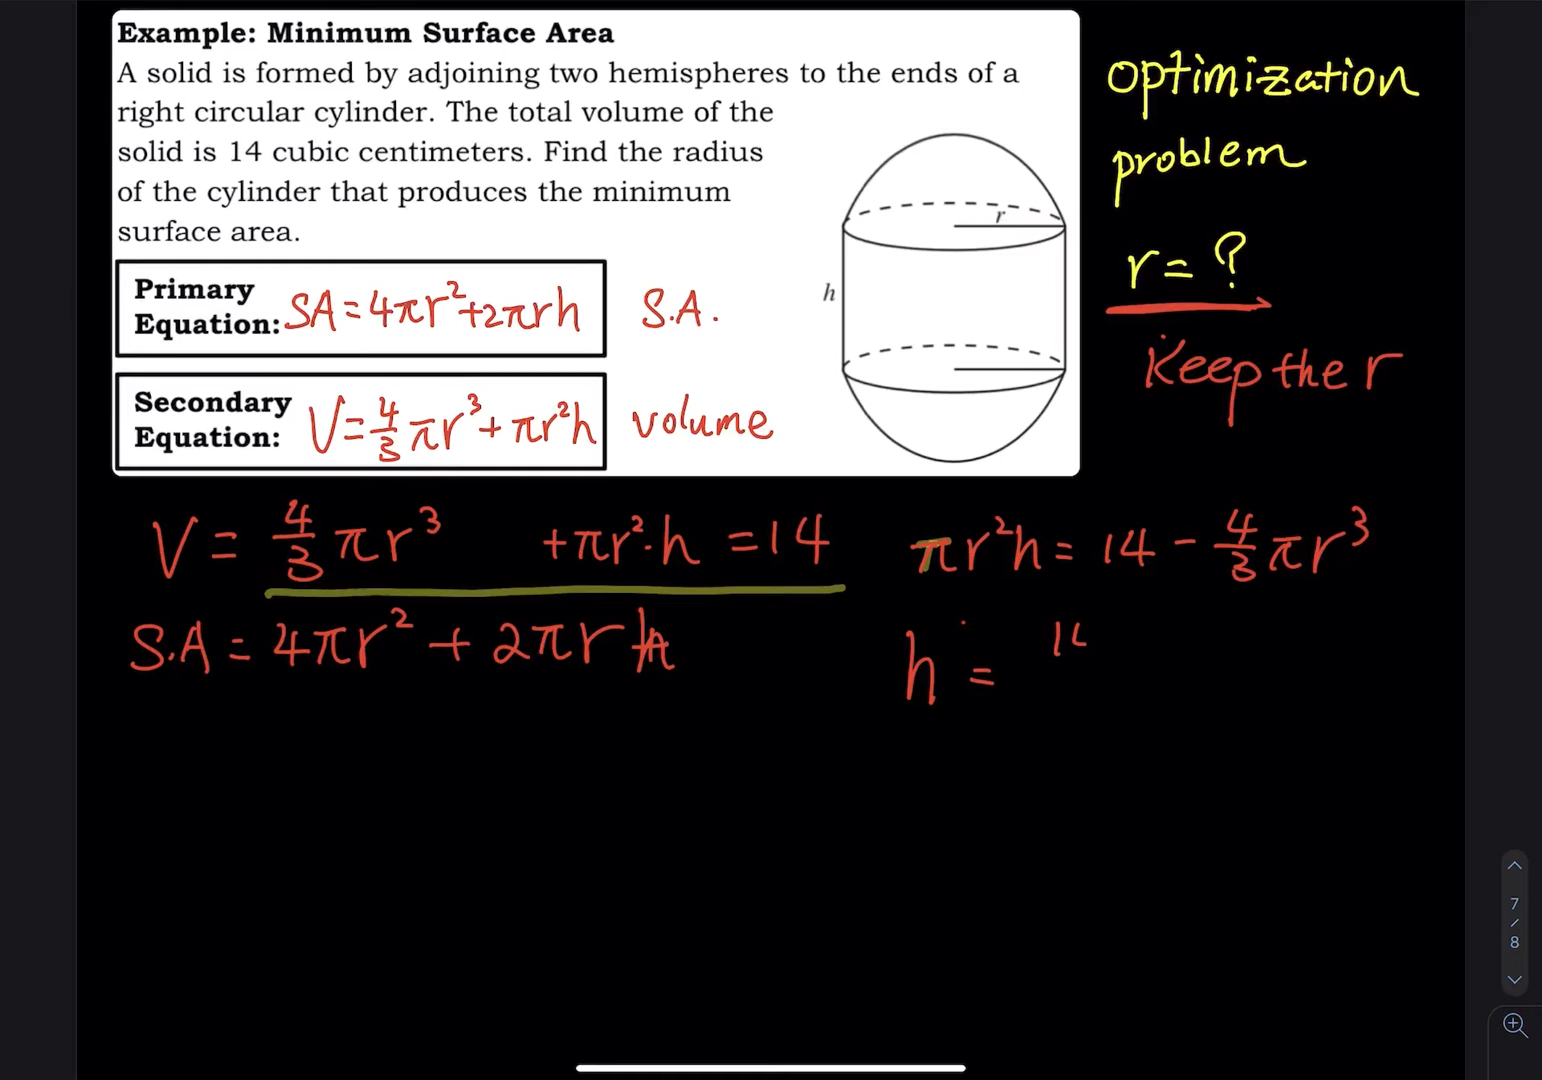 Example: Minimum Surface Area
A solid is formed by adjoining two hemispheres to the ends of a
right circular cylinder. The total volume of the
solid is 14 cubic centimeters. Find the radius
of the cylinder that produces the minimum
surface area.
optimization
problem
r = ?
Keep the r
r
h
Primary
Equation: SA = 4πr² + 2πrh
S.A.
Secondary
Equation: V = 4/3 πr³ + πr²h
volume
V = 4/3 πr³ + πr²·h = 14
πr²h = 14 - 4/3 πr³
S.A = 4πr² + 2πr h
h =
7
/
8